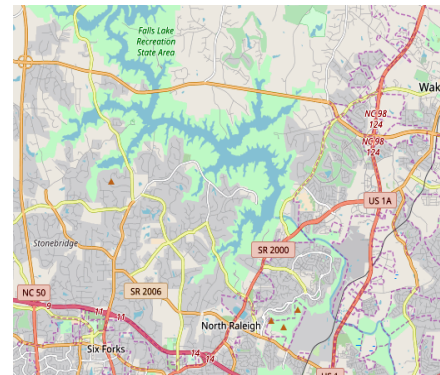 Falls Lake
Recreation
State Area
Wak
NC 98
124
NC 98
124
US 1A
Stonebridge
SR 2000
NC 50
SR 2006
9
11
11
North Raleigh
Six Forks
14
14
US 1